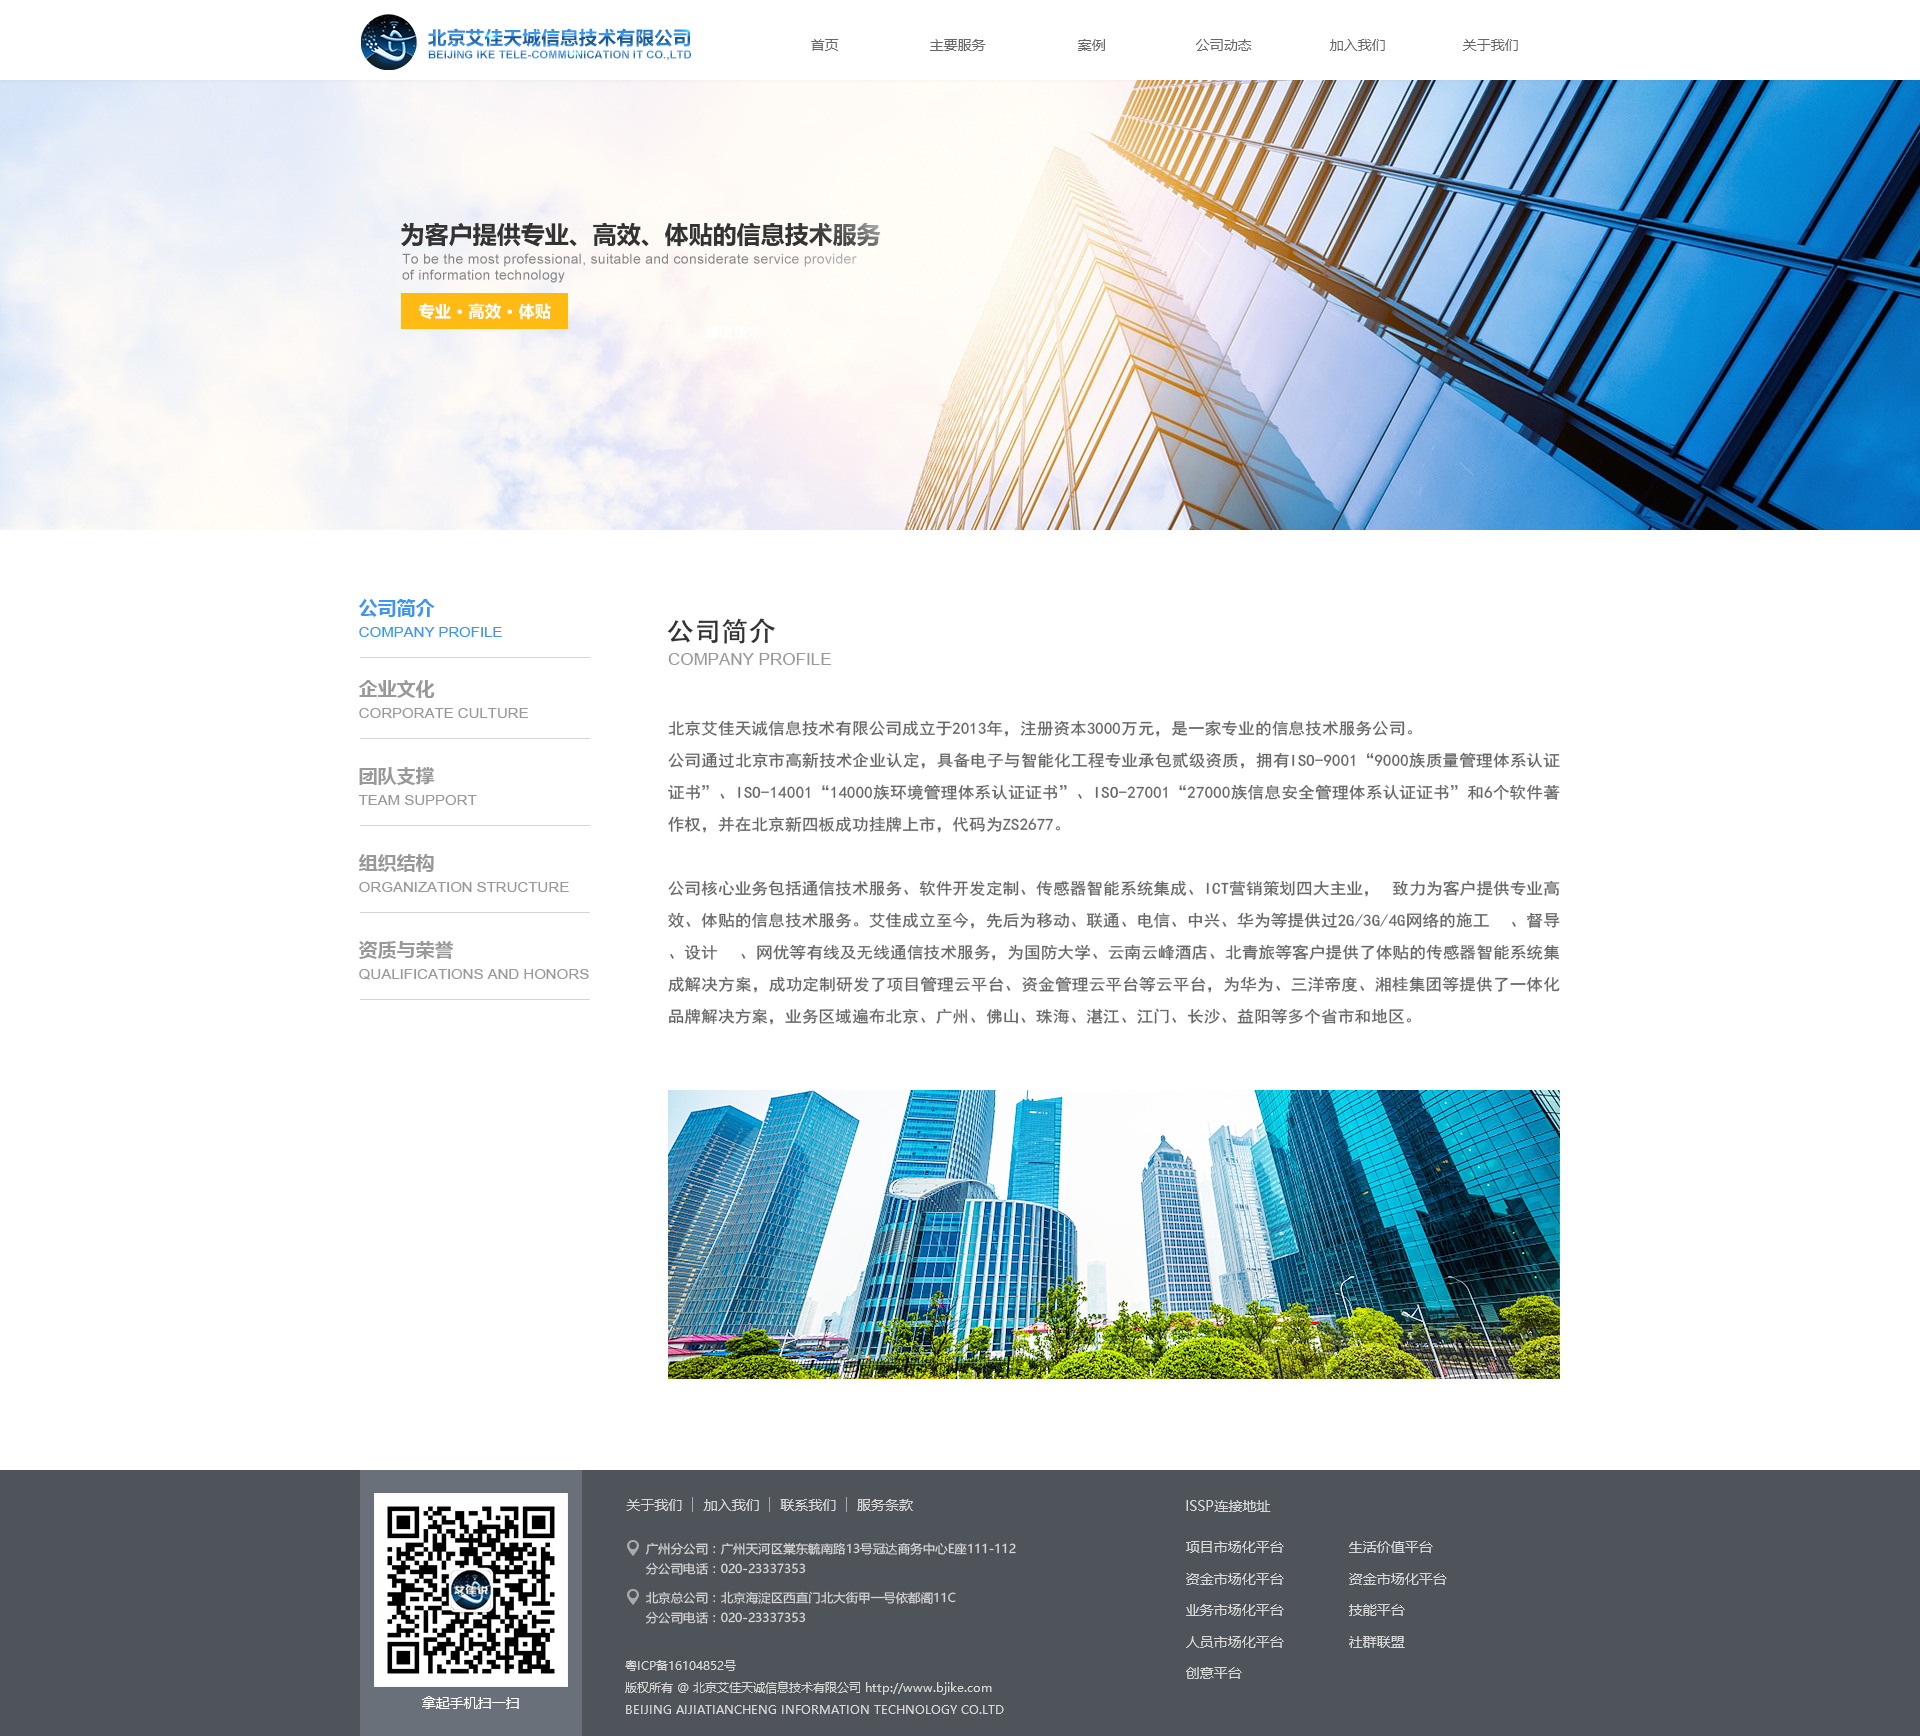 北京艾佳天诚信息技术有限公司
BEIJING IKE TELE-COMMUNICATION IT CO.,LTD
首页 主要服务 案例 公司动态 加入我们 关于我们
为客户提供专业、高效、体贴的信息技术服务
To be the most professional, suitable and considerate service provider
of information technology
专业·高效·体贴
公司简介
COMPANY PROFILE
企业文化
CORPORATE CULTURE
团队支撑
TEAM SUPPORT
组织结构
ORGANIZATION STRUCTURE
资质与荣誉
QUALIFICATIONS AND HONORS
公司简介
COMPANY PROFILE
北京艾佳天诚信息技术有限公司成立于2013年，注册资本3000万元，是一家专业的信息技术服务公司。
公司通过北京市高新技术企业认定，具备电子与智能化工程专业承包贰级资质，拥有ISO-9001“9000族质量管理体系认证
证书”、ISO-14001“14000族环境管理体系认证证书”、ISO-27001“27000族信息安全管理体系认证证书”和6个软件著
作权，并在北京新四板成功挂牌上市，代码为ZS2677。
公司核心业务包括通信技术服务、软件开发定制、传感器智能系统集成、ICT营销策划四大主业， 致力为客户提供专业高
效、体贴的信息技术服务。艾佳成立至今，先后为移动、联通、电信、中兴、华为等提供过2G/3G/4G网络的施工 、督导
、设计 、网优等有线及无线通信技术服务，为国防大学、云南云峰酒店、北青旅等客户提供了体贴的传感器智能系统集
成解决方案，成功定制研发了项目管理云平台、资金管理云平台等云平台，为华为、三洋帝度、湘桂集团等提供了一体化
品牌解决方案，业务区域遍布北京、广州、佛山、珠海、湛江、江门、长沙、益阳等多个省市和地区。
艾佳说
拿起手机扫一扫
关于我们 | 加入我们 | 联系我们 | 服务条款
广州分公司：广州天河区棠东毓南路13号冠达商务中心E座111-112
分公司电话：020-23337353
北京总公司：北京海淀区西直门北大街甲一号依都阁11C
分公司电话：020-23337353
粤ICP备16104852号
版权所有 @ 北京艾佳天诚信息技术有限公司 http://www.bjike.com
BEIJING AIJIATIANCHENG INFORMATION TECHNOLOGY CO.LTD
ISSP连接地址
项目市场化平台 生活价值平台
资金市场化平台 资金市场化平台
业务市场化平台 技能平台
人员市场化平台 社群联盟
创意平台